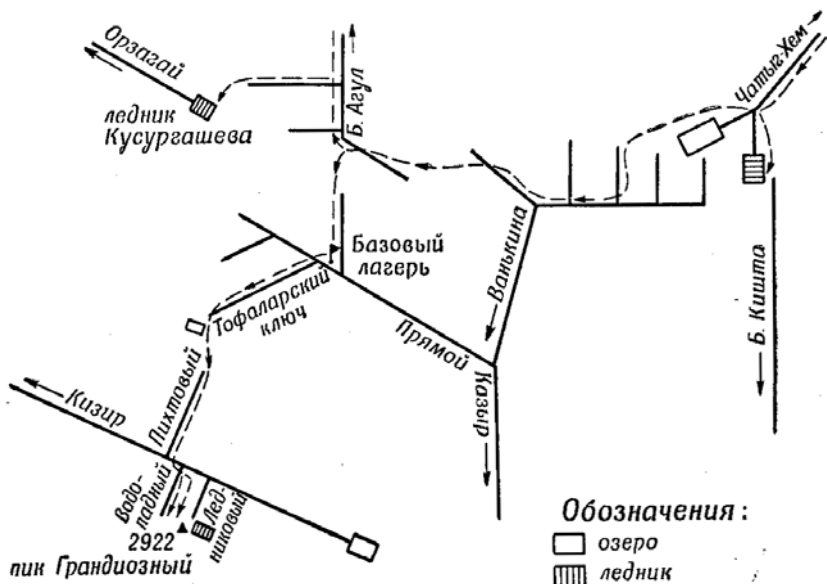 Орзагай
ледник
Кусургашева
Б. Агул
Чатыг-Хем
Базовый
лагерь
Тофаларский
ключ
Ванькина
Прямой
Казыр
Б. Кишта
Пихтовый
Кизир
Водо-
падный
Лед-
никовый
2922
пик Грандиозный
Обозначения:
озеро
ледник